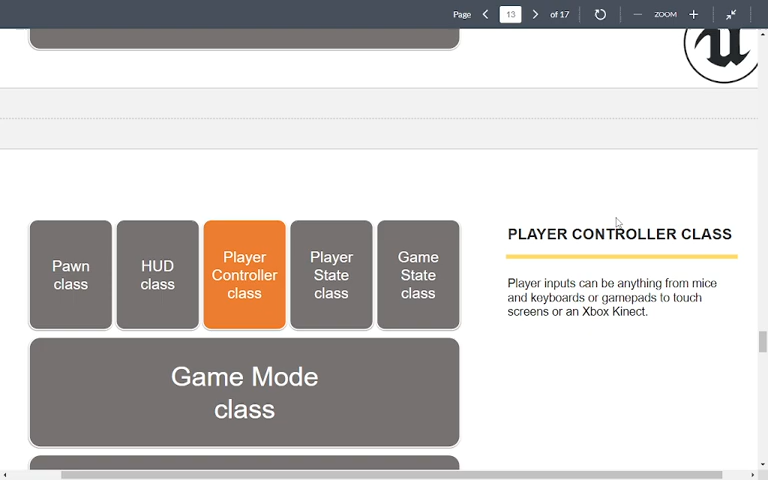 Page 13 of 17 ZOOM
Pawn
class
HUD
class
Player
Controller
class
Player
State
class
Game
State
class
Game Mode
class
PLAYER CONTROLLER CLASS
Player inputs can be anything from mice
and keyboards or gamepads to touch
screens or an Xbox Kinect.